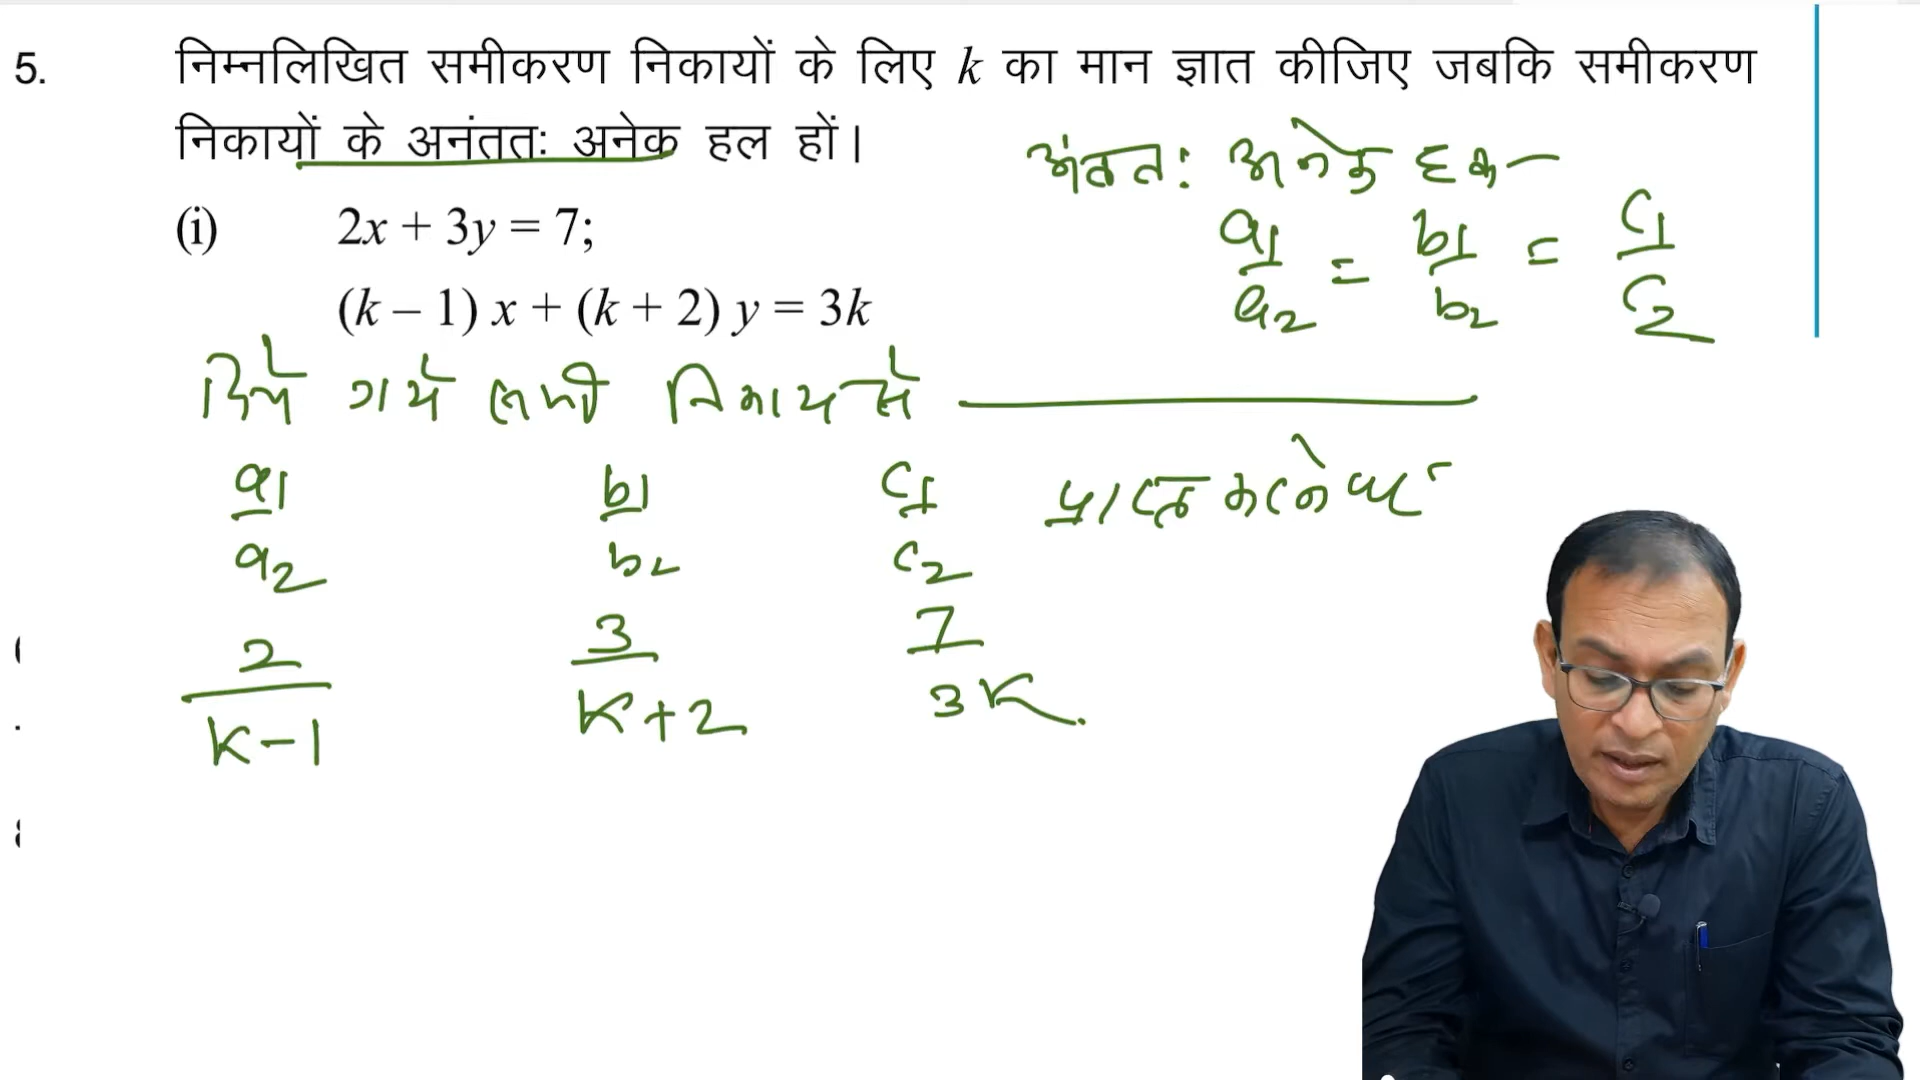 5. निम्नलिखित समीकरण निकायों के लिए k का मान ज्ञात कीजिए जबकि समीकरण
निकायों के अनंततः अनेक हल हों।
अंनततः अनेक हल
(i) 2x + 3y = 7;
(k – 1) x + (k + 2) y = 3k
a1/a2 = b1/b2 = c1/c2
दिये गये समी निकाय से
a1/a2 b1/b2 c1/c2 प्राप्त करने पर
2/k-1 3/k+2 7/3k.